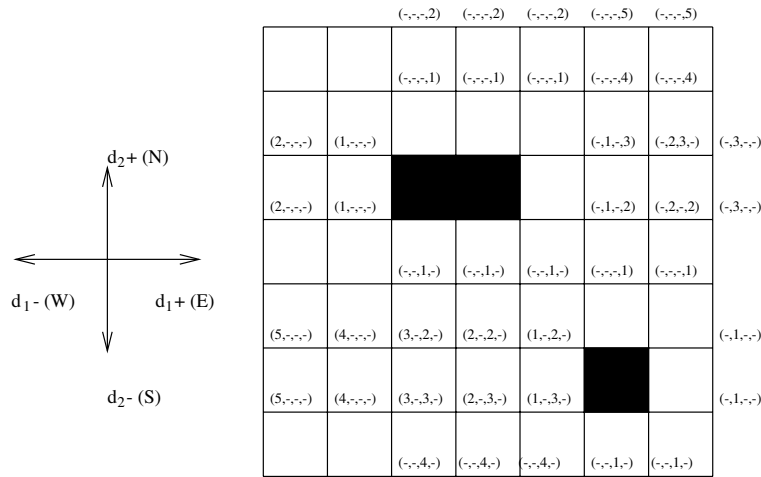 (-,-,-,2) (-,-,-,2) (-,-,-,2) (-,-,-,5) (-,-,-,5)
(-,-,-,1) (-,-,-,1) (-,-,-,1) (-,-,-,4) (-,-,-,4)
(2,-,-,-) (1,-,-,-) (-,1,-,3) (-,2,3,-) (-,3,-,-)
d2+ (N)
(2,-,-,-) (1,-,-,-) (-,1,-,2) (-,2,-,2) (-,3,-,-)
(-,-,1,-) (-,-,1,-) (-,-,1,-) (-,-,-,1) (-,-,-,1)
d1- (W) d1+ (E)
(5,-,-,-) (4,-,-,-) (3,-,2,-) (2,-,2,-) (1,-,2,-) (-,1,-,-)
(5,-,-,-) (4,-,-,-) (3,-,3,-) (2,-,3,-) (1,-,3,-) (-,1,-,-)
d2- (S)
(-,-,4,-) (-,-,4,-) (-,-,4,-) (-,-,1,-) (-,-,1,-)